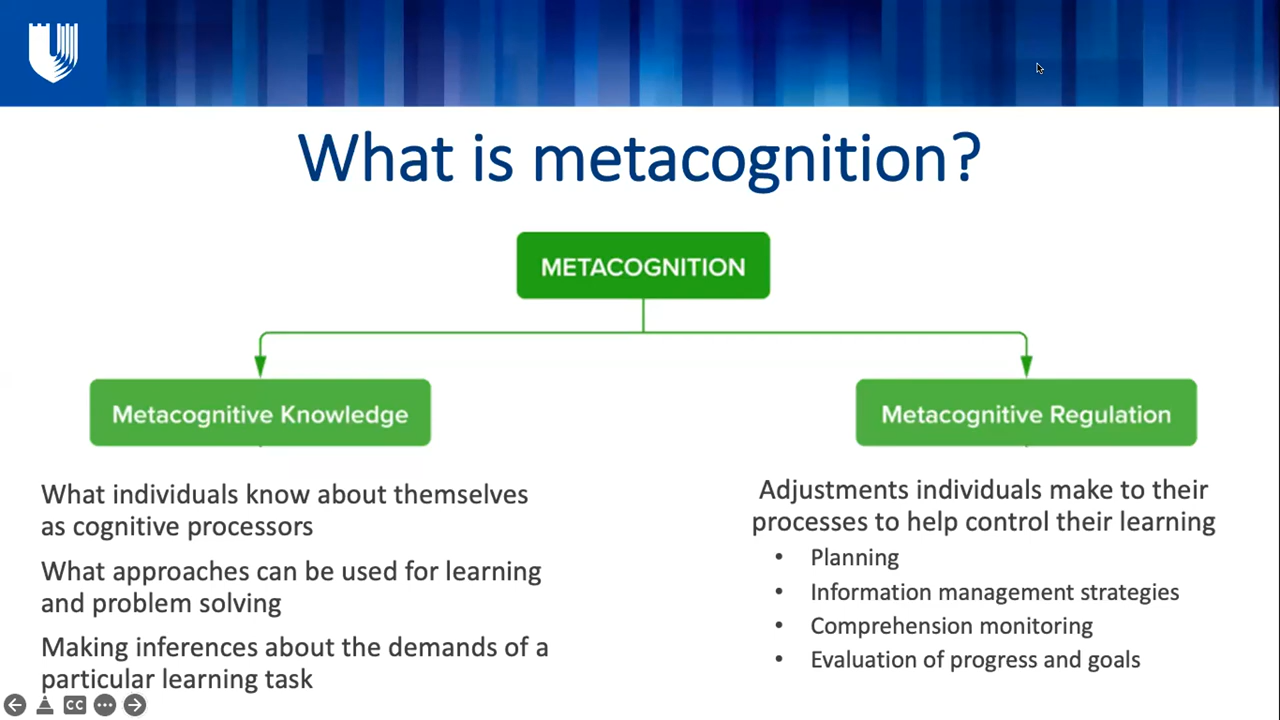 What is metacognition?
METACOGNITION
Metacognitive Knowledge
What individuals know about themselves
as cognitive processors
What approaches can be used for learning
and problem solving
Making inferences about the demands of a
particular learning task
Metacognitive Regulation
Adjustments individuals make to their
processes to help control their learning
• Planning
• Information management strategies
• Comprehension monitoring
• Evaluation of progress and goals
CC